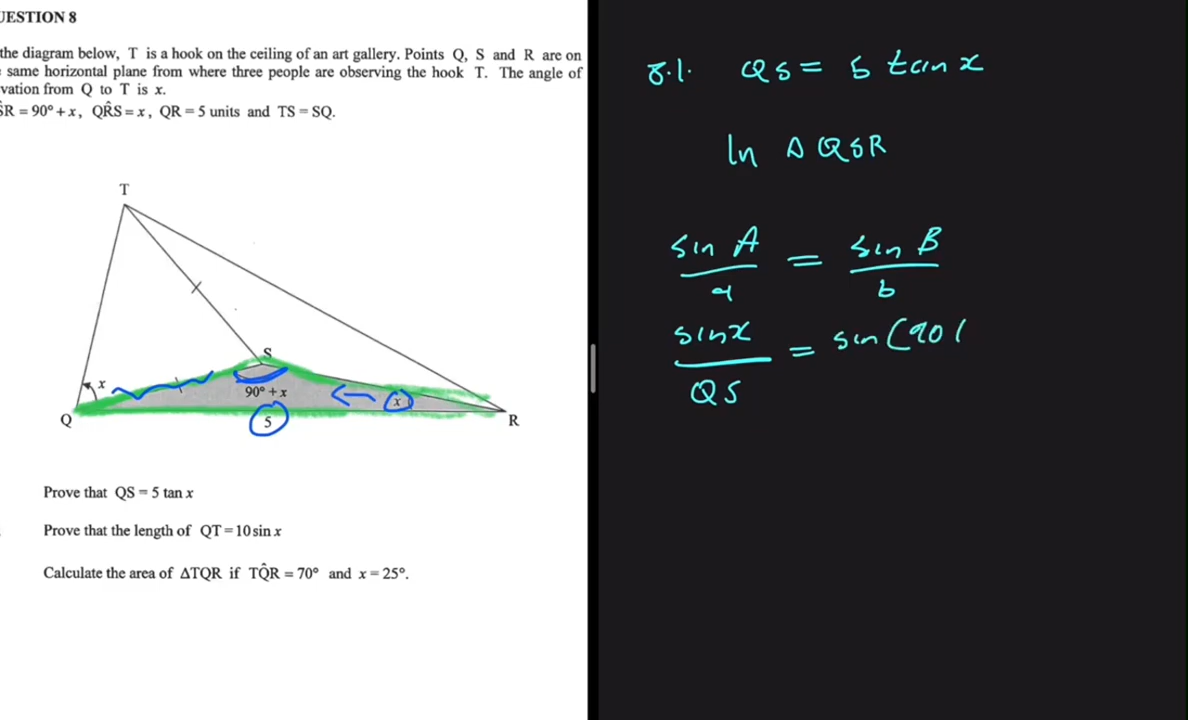 UESTION 8
the diagram below, T is a hook on the ceiling of an art gallery. Points Q, S and R are on
same horizontal plane from where three people are observing the hook T. The angle of
vation from Q to T is x.
ŜR = 90° + x, QR̂S = x, QR = 5 units and TS = SQ.
T
S
x
90° + x
x
Q
5
R
Prove that QS = 5 tan x
Prove that the length of QT = 10 sin x
Calculate the area of ΔTQR if TQ̂R = 70° and x = 25°.
8.1. QS = 5 tan x
In Δ QSR
sin A / a = sin B / b
sin x / QS = sin (90 (